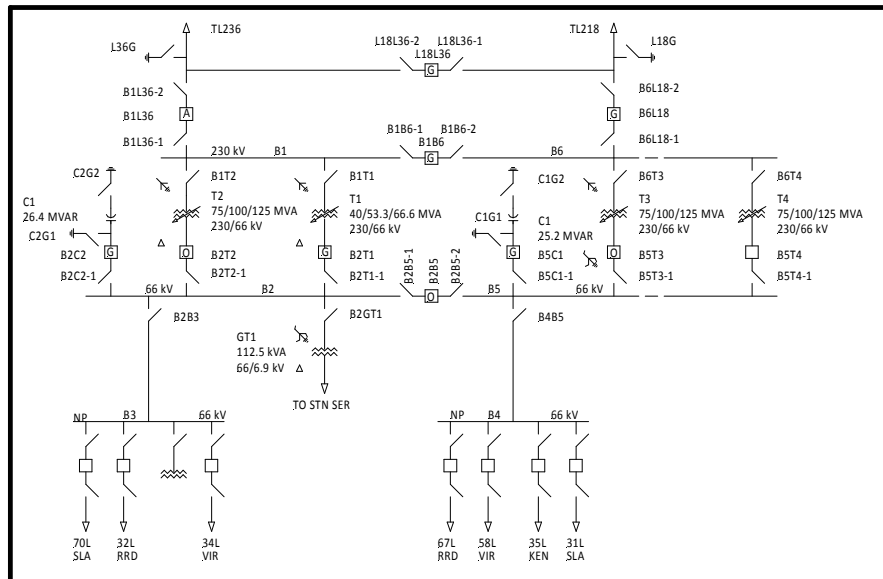 TL236
TL218
L36G
L18L36-2
L18L36-1
L18L36
G
L18G
B1L36-2
B1L36
A
B1L36-1
B6L18-2
G
B6L18
B6L18-1
B1B6-1
B1B6-2
B1B6
G
230 kV
B1
B6
C2G2
B1T2
B1T1
C1G2
B6T3
B6T4
C1
26.4 MVAR
T2
75/100/125 MVA
230/66 kV
T1
40/53.3/66.6 MVA
230/66 kV
C1G1
C1
25.2 MVAR
T3
75/100/125 MVA
230/66 kV
T4
75/100/125 MVA
230/66 kV
C2G1
B2C2
G
B2C2-1
O
B2T2
B2T2-1
G
B2T1
B2T1-1
B2B5-1
B2B5
B2B5-2
O
G
B5C1
B5C1-1
O
B5T3
B5T3-1
B5T4
B5T4-1
66 kV
B2
B5
66 kV
B2B3
B2GT1
B4B5
GT1
112.5 kVA
66/6.9 kV
TO STN SER
NP
B3
66 kV
NP
B4
66 kV
70L
SLA
32L
RRD
34L
VIR
67L
RRD
58L
VIR
35L
KEN
31L
SLA